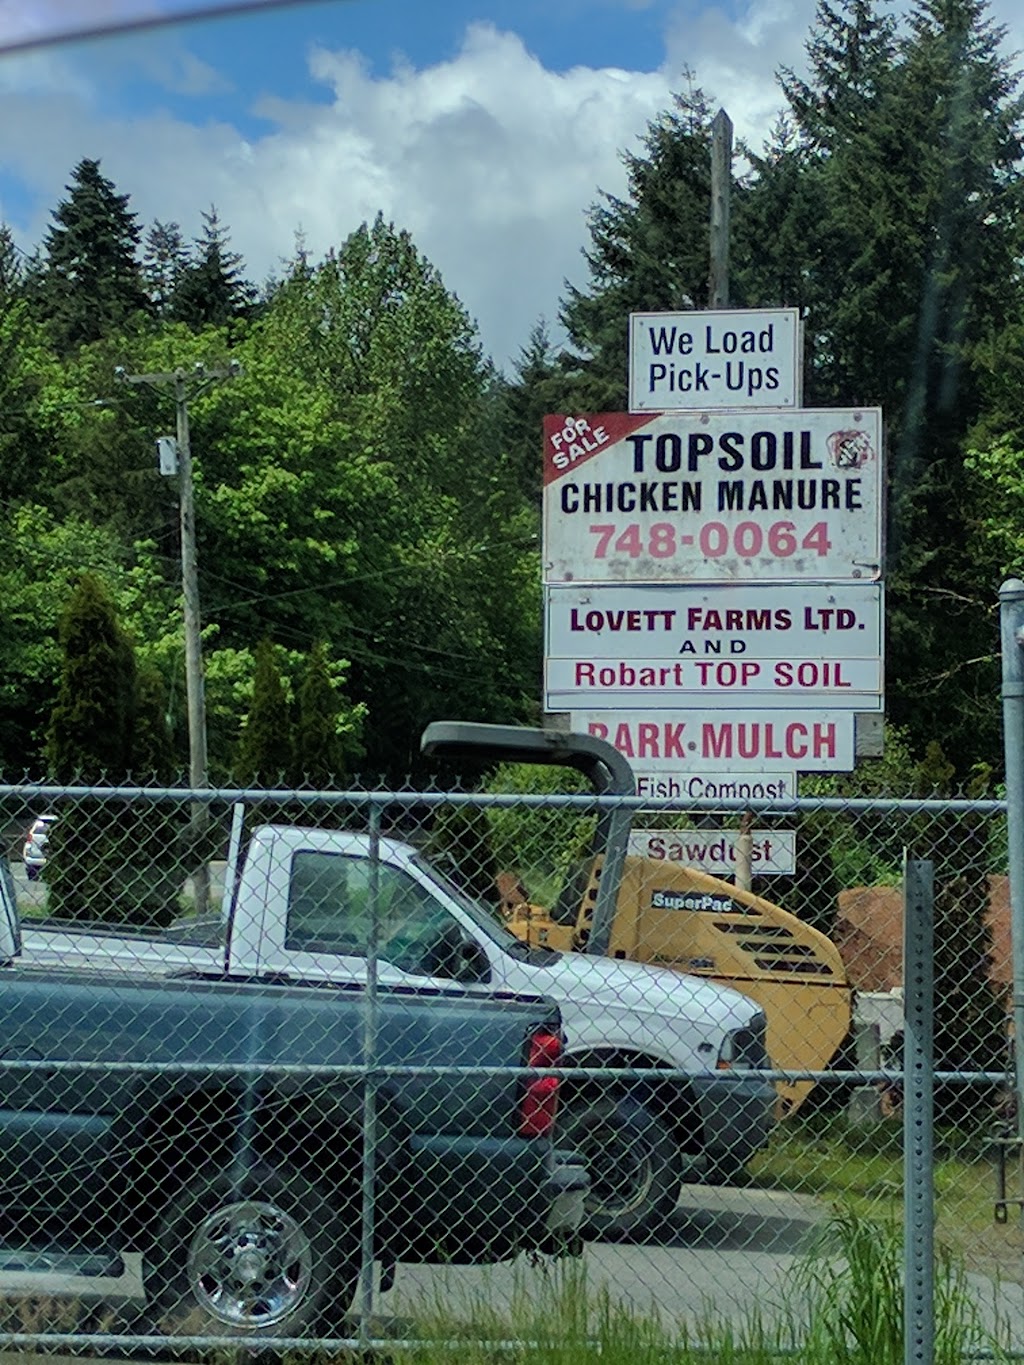 We Load
Pick-Ups
FOR
SALE
TOPSOIL
CHICKEN MANURE
748-0064
LOVETT FARMS LTD.
AND
Robart TOP SOIL
BARK•MULCH
Fish Compost
Sawdust
SuperPac